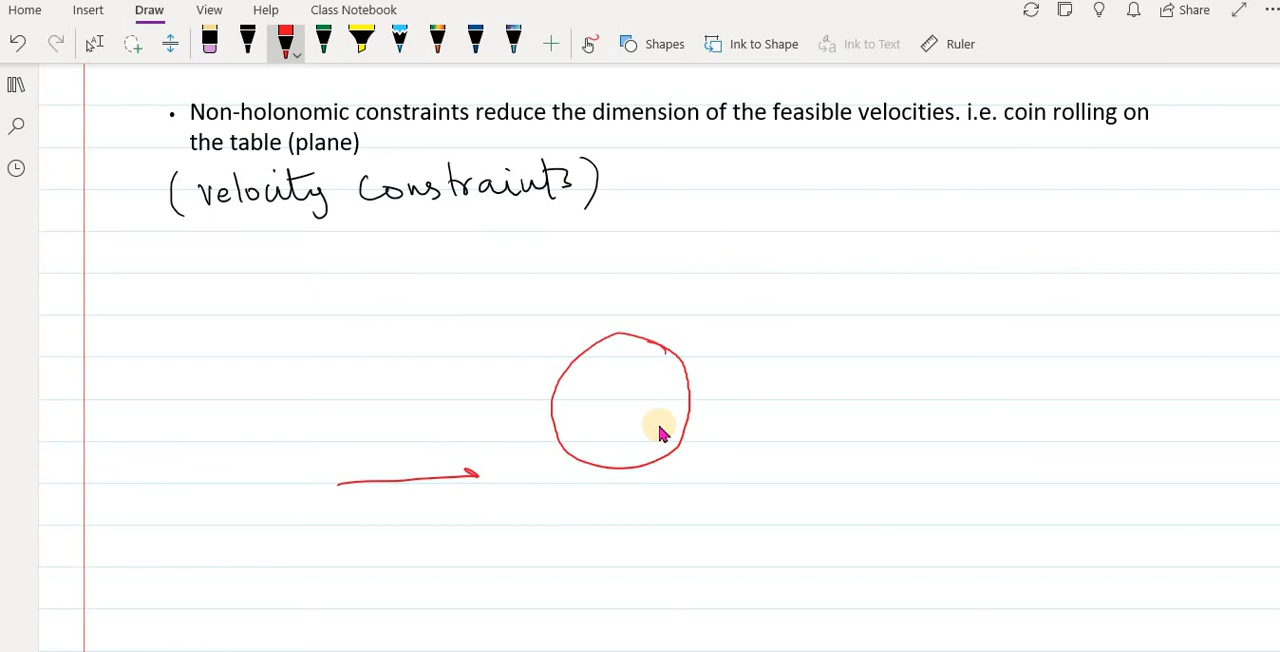 Home Insert Draw View Help Class Notebook Share
Shapes Ink to Shape Ink to Text Ruler
• Non-holonomic constraints reduce the dimension of the feasible velocities. i.e. coin rolling on
the table (plane)
(velocity constraints)